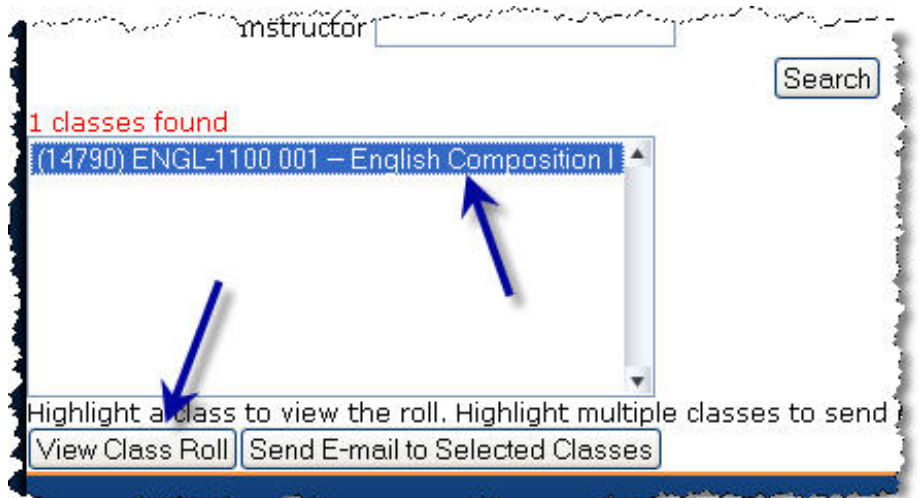 Instructor
Search
1 classes found
(14790) ENGL-1100 001 – English Composition I
Highlight a class to view the roll. Highlight multiple classes to send
View Class Roll Send E-mail to Selected Classes